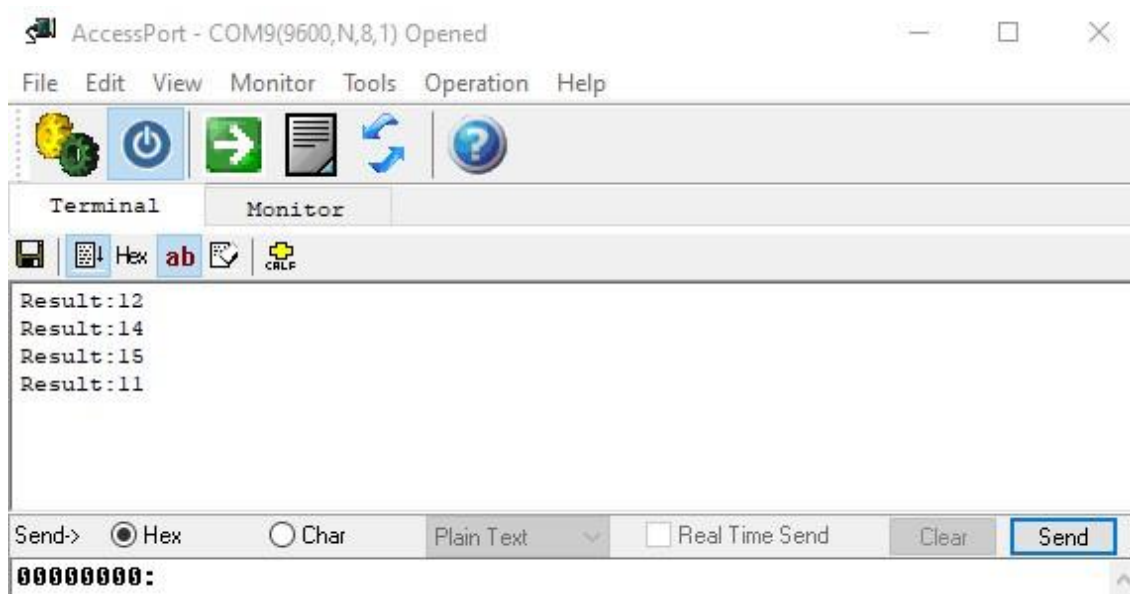 AccessPort - COM9(9600,N,8,1) Opened
File Edit View Monitor Tools Operation Help
Terminal Monitor
Hex ab CRLF
Result:12
Result:14
Result:15
Result:11
Send-> Hex Char Plain Text Real Time Send Clear Send
00000000: